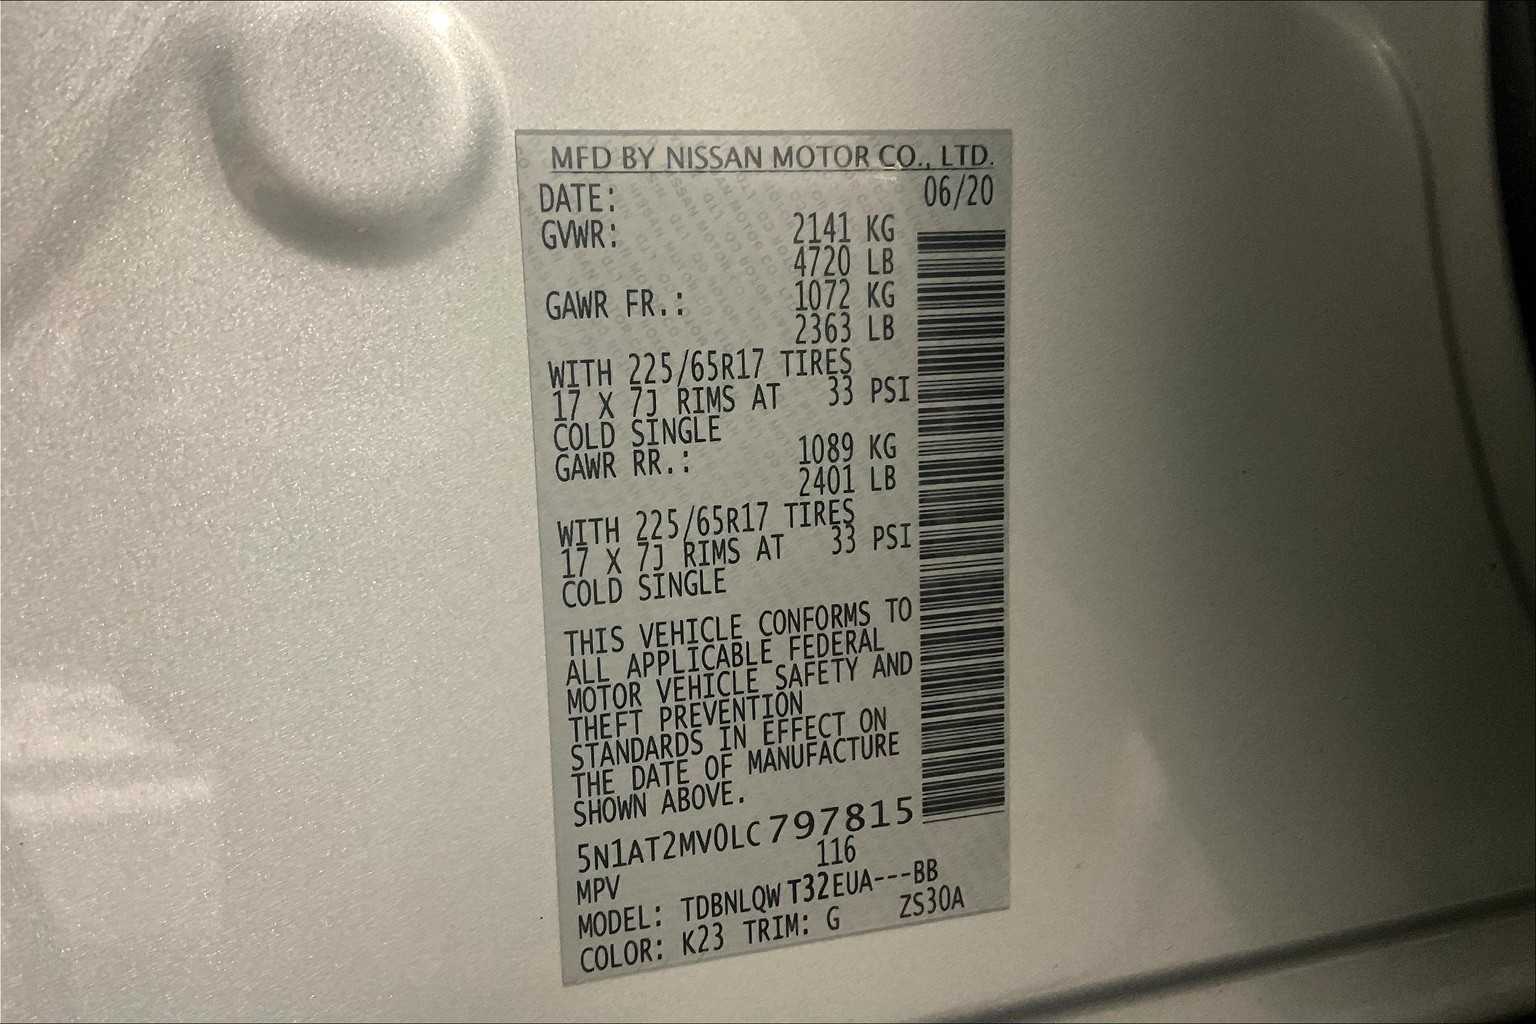 MFD BY NISSAN MOTOR CO., LTD.
DATE: 06/20
GVWR: 2141 KG
4720 LB
GAWR FR.: 1072 KG
2363 LB
WITH 225/65R17 TIRES
17 X 7J RIMS AT 33 PSI
COLD SINGLE
GAWR RR.: 1089 KG
2401 LB
WITH 225/65R17 TIRES
17 X 7J RIMS AT 33 PSI
COLD SINGLE
THIS VEHICLE CONFORMS TO
ALL APPLICABLE FEDERAL
MOTOR VEHICLE SAFETY AND
THEFT PREVENTION
STANDARDS IN EFFECT ON
THE DATE OF MANUFACTURE
SHOWN ABOVE.
5N1AT2MV0LC797815
MPV 116
MODEL: TDBNLQWT32EUA---BB
COLOR: K23 TRIM: G ZS30A